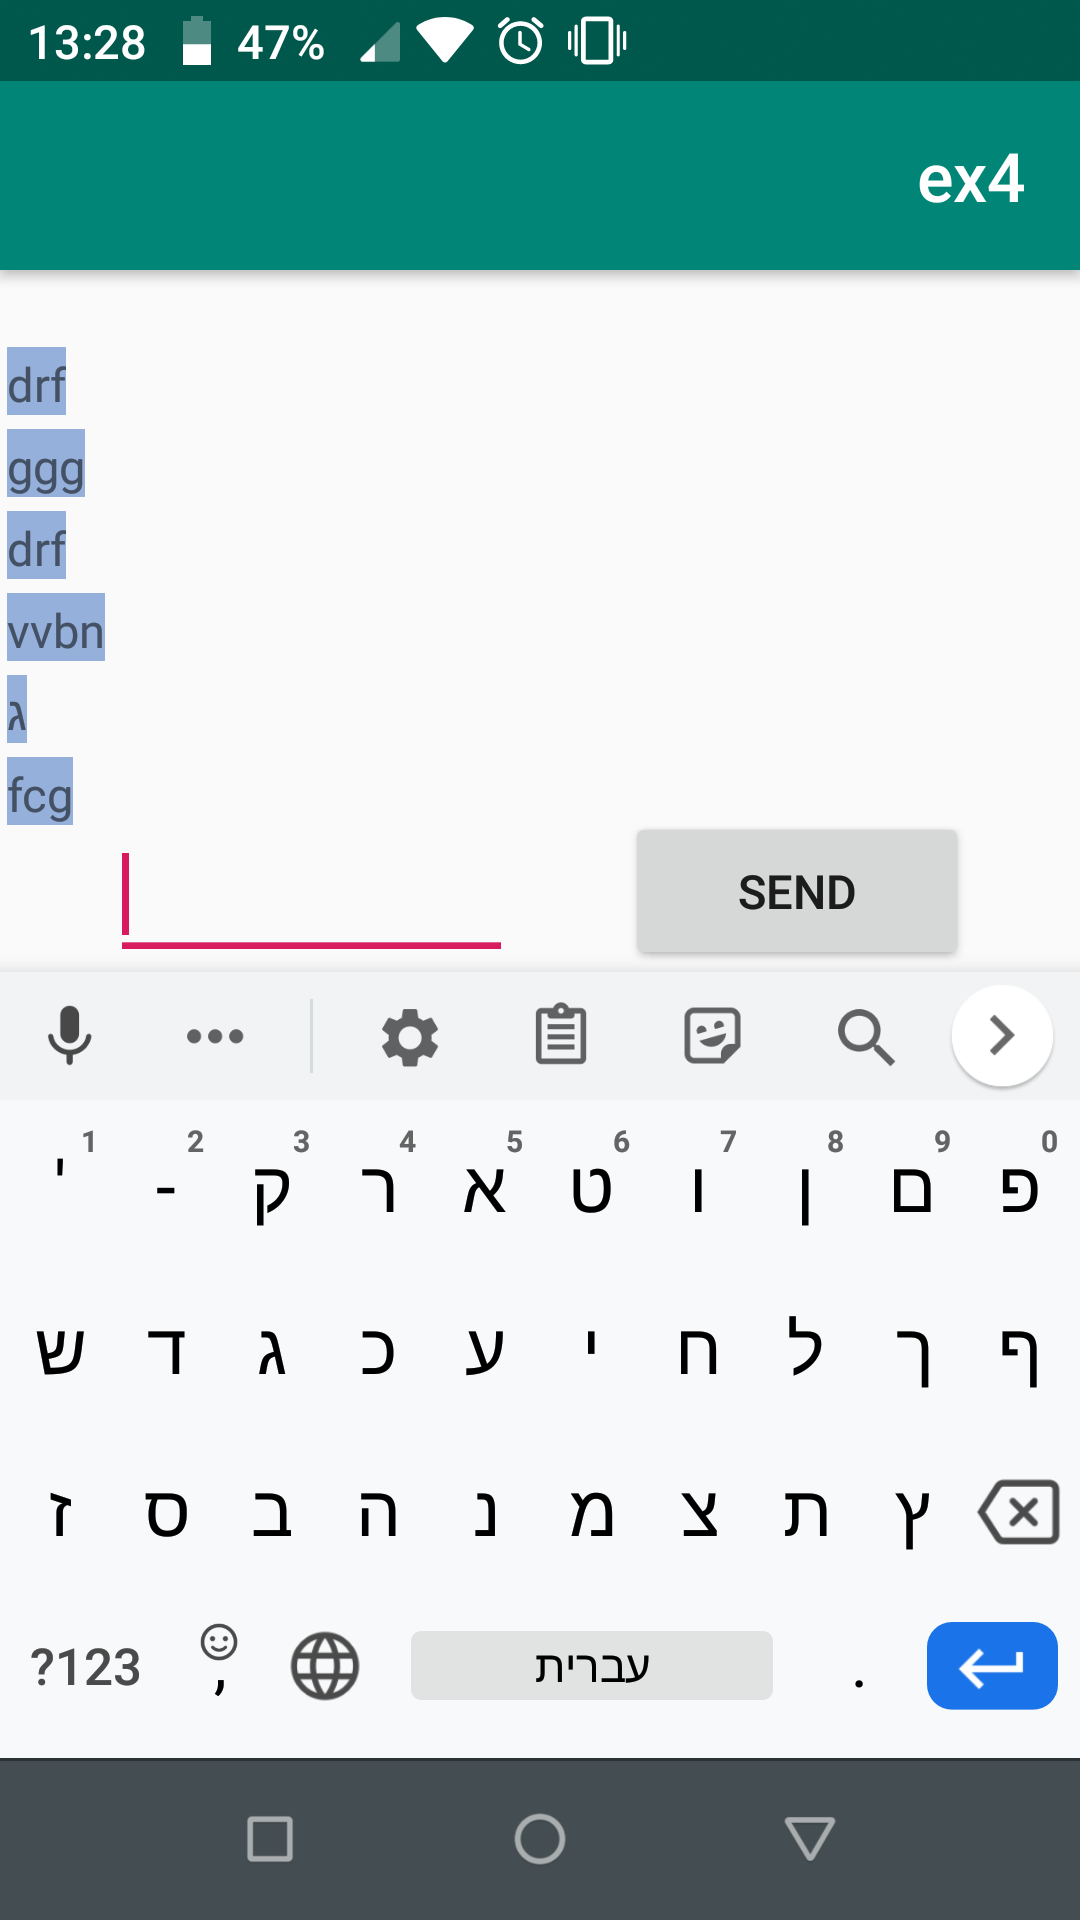 13:28 47%
ex4
drf
ggg
drf
vvbn
ג
fcg
SEND
1 2 3 4 5 6 7 8 9 0
' - ק ר א ט ו ן ם פ
ש ד ג כ ע י ח ל ך ף
ז ס ב ה נ מ צ ת ץ
?123 , עברית .